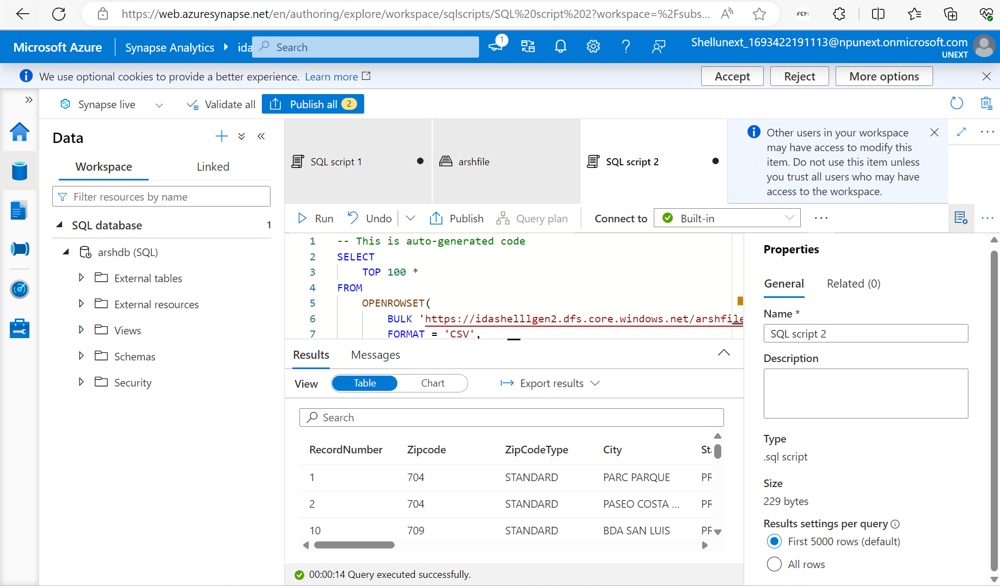 https://web.azuresynapse.net/en/authoring/explore/workspace/sqlscripts/SQL%20script%202?workspace=%2Fsubs...
FCM
Microsoft Azure
Synapse Analytics
ida
Search
1
Shellunext_1693422191113@npunext.onmicrosoft.com
UNEXT
We use optional cookies to provide a better experience. Learn more
Accept
Reject
More options
Synapse live
Validate all
Publish all 2
Data
Workspace
Linked
Filter resources by name
SQL database 1
arshdb (SQL)
External tables
External resources
Views
Schemas
Security
SQL script 1
arshfile
SQL script 2
Other users in your workspace
may have access to modify this
item. Do not use this item unless
you trust all users who may have
access to the workspace.
Run
Undo
Publish
Query plan
Connect to
Built-in
1 -- This is auto-generated code
2 SELECT
3 TOP 100 *
4 FROM
5 OPENROWSET(
6 BULK 'https://idashelllgen2.dfs.core.windows.net/arshfile
7 FORMAT = 'CSV',
Results
Messages
View
Table
Chart
Export results
Search
RecordNumber Zipcode ZipCodeType City St
1 704 STANDARD PARC PARQUE PR
2 704 STANDARD PASEO COSTA ... PR
10 709 STANDARD BDA SAN LUIS PR
00:00:14 Query executed successfully.
Properties
General
Related (0)
Name *
SQL script 2
Description
Type
.sql script
Size
229 bytes
Results settings per query
First 5000 rows (default)
All rows